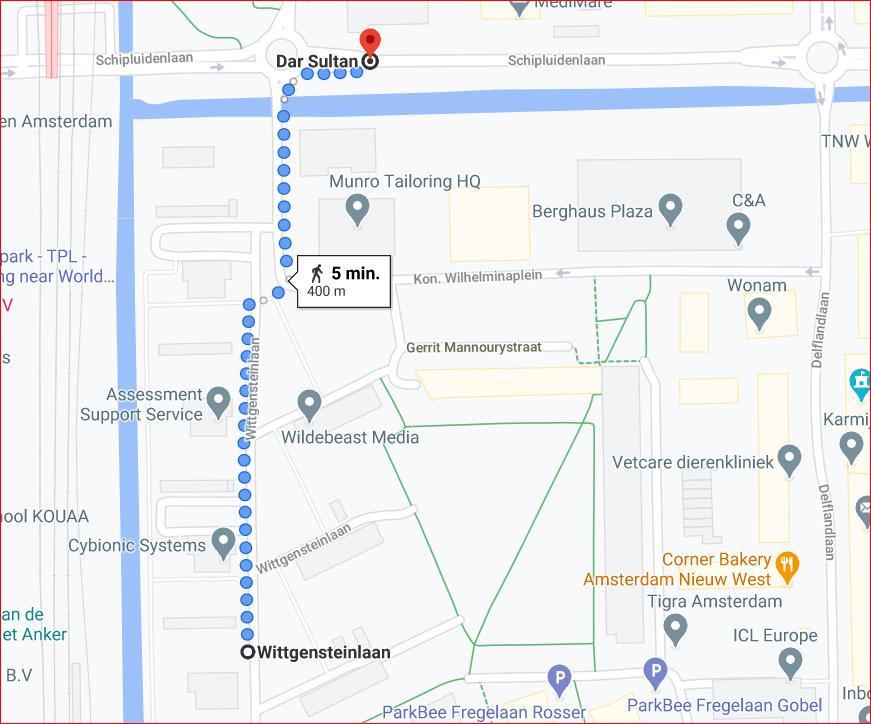 MediMare
Schipluidenlaan
Dar Sultan
Schipluidenlaan
en Amsterdam
TNW W
Munro Tailoring HQ
C&A
Berghaus Plaza
park - TPL -
ng near World...
5 min.
400 m
Kon. Wilhelminaplein
Wonam
V
Delflandlaan
Gerrit Mannourystraat
s
Wittgensteinlaan
Assessment
Support Service
Wildebeast Media
Karmij
Vetcare dierenkliniek
ool KOUAA
Delflandlaan
Cybionic Systems
Wittgensteinlaan
Corner Bakery
Amsterdam Nieuw West
Tigra Amsterdam
an de
et Anker
ICL Europe
Wittgensteinlaan
B.V
P
P
Inbo
ParkBee Fregelaan Rosser
ParkBee Fregelaan Gobel